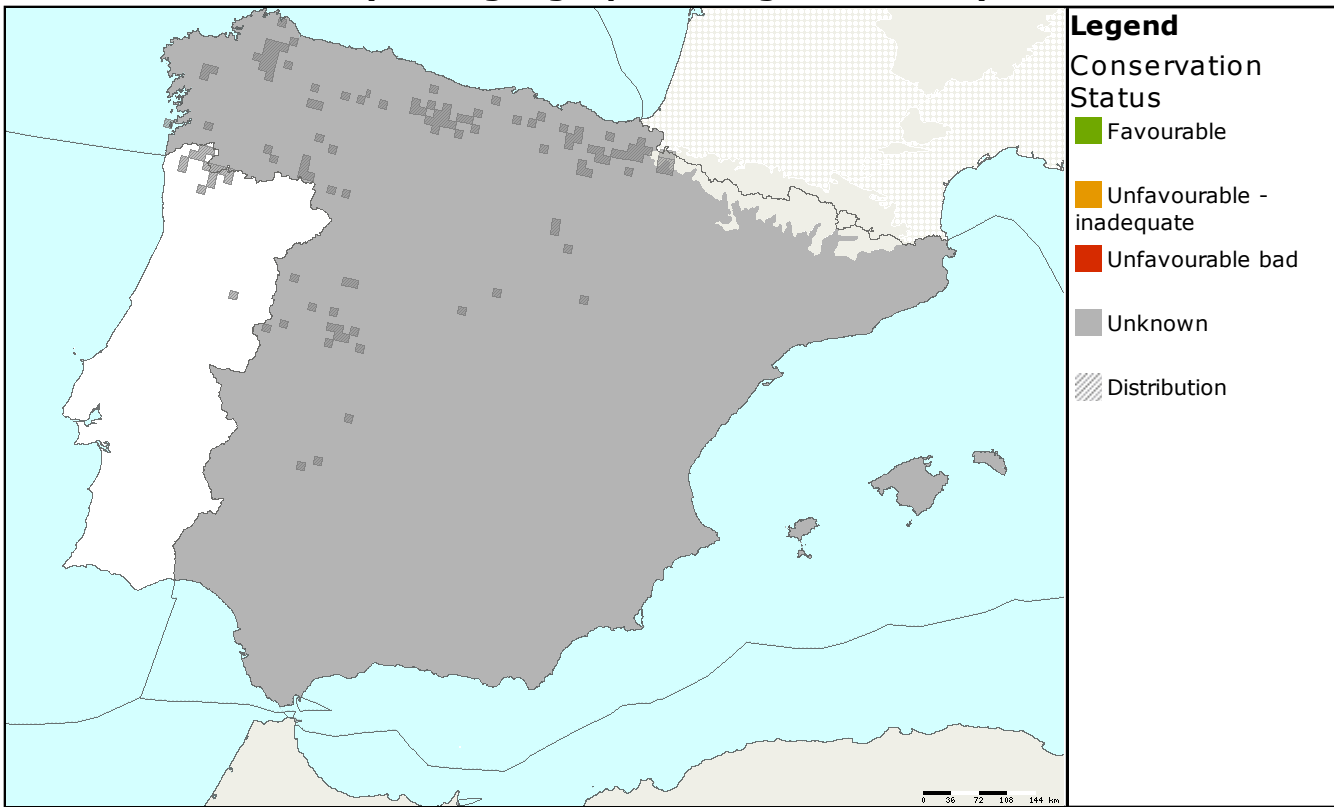 Legend
Conservation
Status
Favourable
Unfavourable -
inadequate
Unfavourable bad
Unknown
Distribution
0 36 72 108 144 km